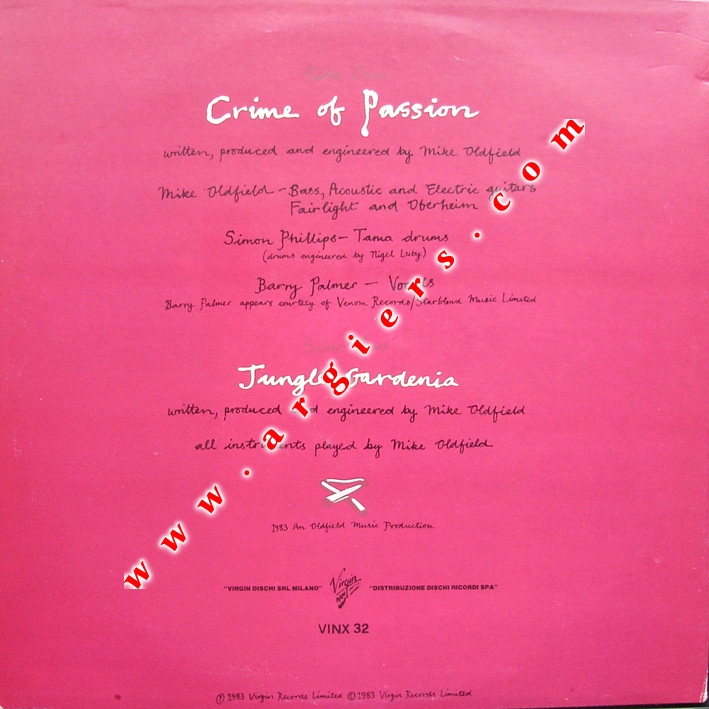 Side One
Crime of Passion
written, produced and engineered by Mike Oldfield
Mike Oldfield - Bass, Acoustic and Electric guitars
Fairlight and Oberheim
Simon Phillips - Tama drums
(drums engineered by Nigel Luby)
Barry Palmer - Vocals
Barry Palmer appears courtesy of Venom Records/Starblend Music Limited
Jungle Gardenia
written, produced and engineered by Mike Oldfield
all instruments played by Mike Oldfield
1983 An Oldfield Music Production
"VIRGIN DISCHI SRL MILANO" Virgin "DISTRIBUZIONE DISCHI RICORDI SPA"
VINX 32
℗ 1983 Virgin Records Limited © 1983 Virgin Records Limited
www.argiers.com